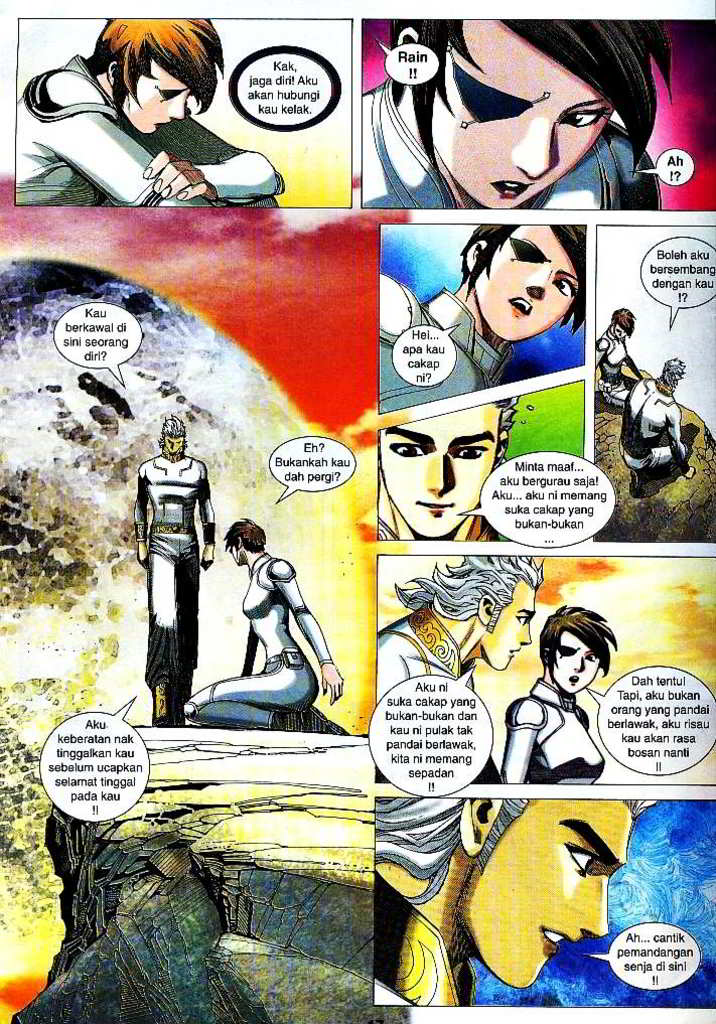 Kak,
jaga diri! Aku
akan hubungi
kau kelak.
Rain
!!
Ah
!?
Kau
berkawal di
sini seorang
diri?
Eh?
Bukankah kau
dah pergi?
Aku
keberatan nak
tinggalkan kau
sebelum ucapkan
selamat tinggal
pada kau
!!
Boleh aku
bersembang
dengan kau
!?
Hei...
apa kau
cakap
ni?
Minta maaf...
aku bergurau saja!
Aku... aku ni memang
suka cakap yang
bukan-bukan
...
Aku ni
suka cakap yang
bukan-bukan dan
kau ni pulak tak
pandai berlawak,
kita ni memang
sepadan
!!
Dah tentu!
Tapi, aku bukan
orang yang pandai
berlawak, aku risau
kau akan rasa
bosan nanti
!!
Ah... cantik
pemandangan
senja di sini
!!